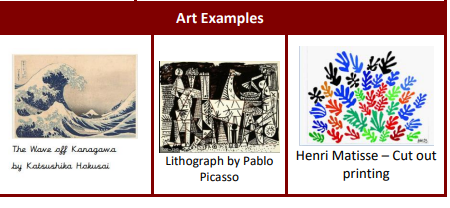 Art Examples
The Wave off Kanagawa
by Katsushika Hokusai
Lithograph by Pablo
Picasso
Henri Matisse – Cut out
printing